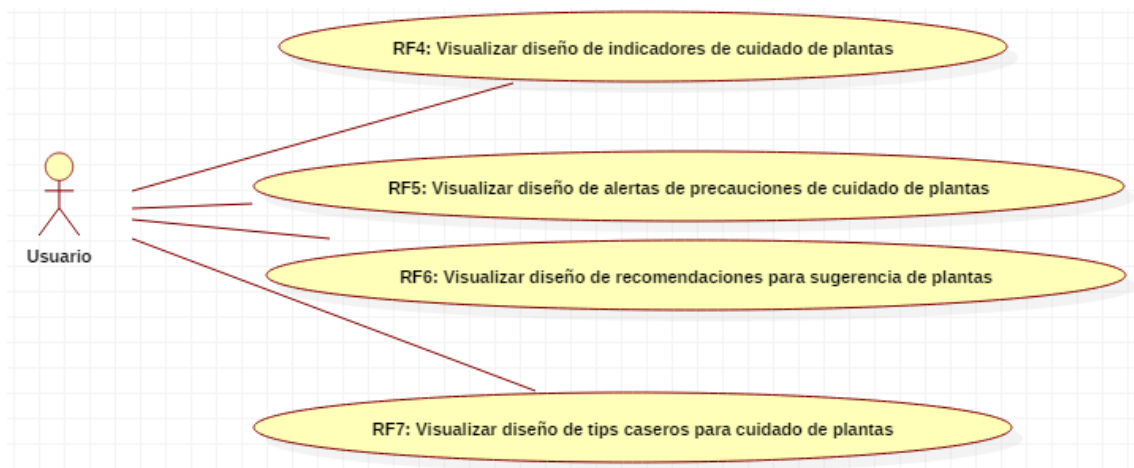 RF4: Visualizar diseño de indicadores de cuidado de plantas
RF5: Visualizar diseño de alertas de precauciones de cuidado de plantas
Usuario
RF6: Visualizar diseño de recomendaciones para sugerencia de plantas
RF7: Visualizar diseño de tips caseros para cuidado de plantas